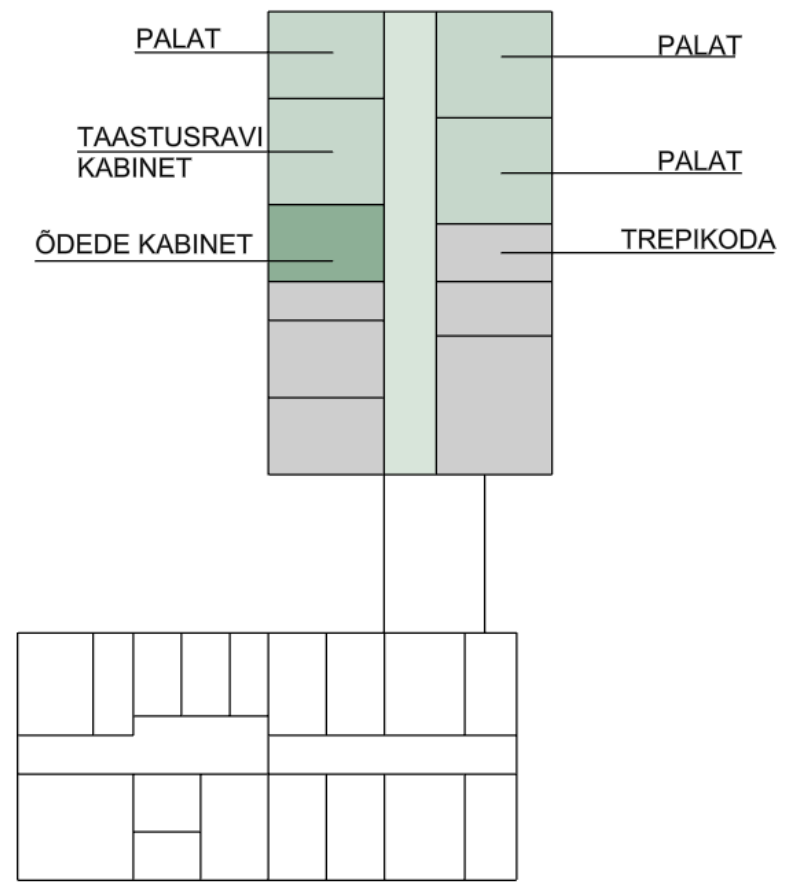 PALAT
PALAT
TAASTUSRAVI
KABINET
PALAT
ÕDEDE KABINET
TREPIKODA